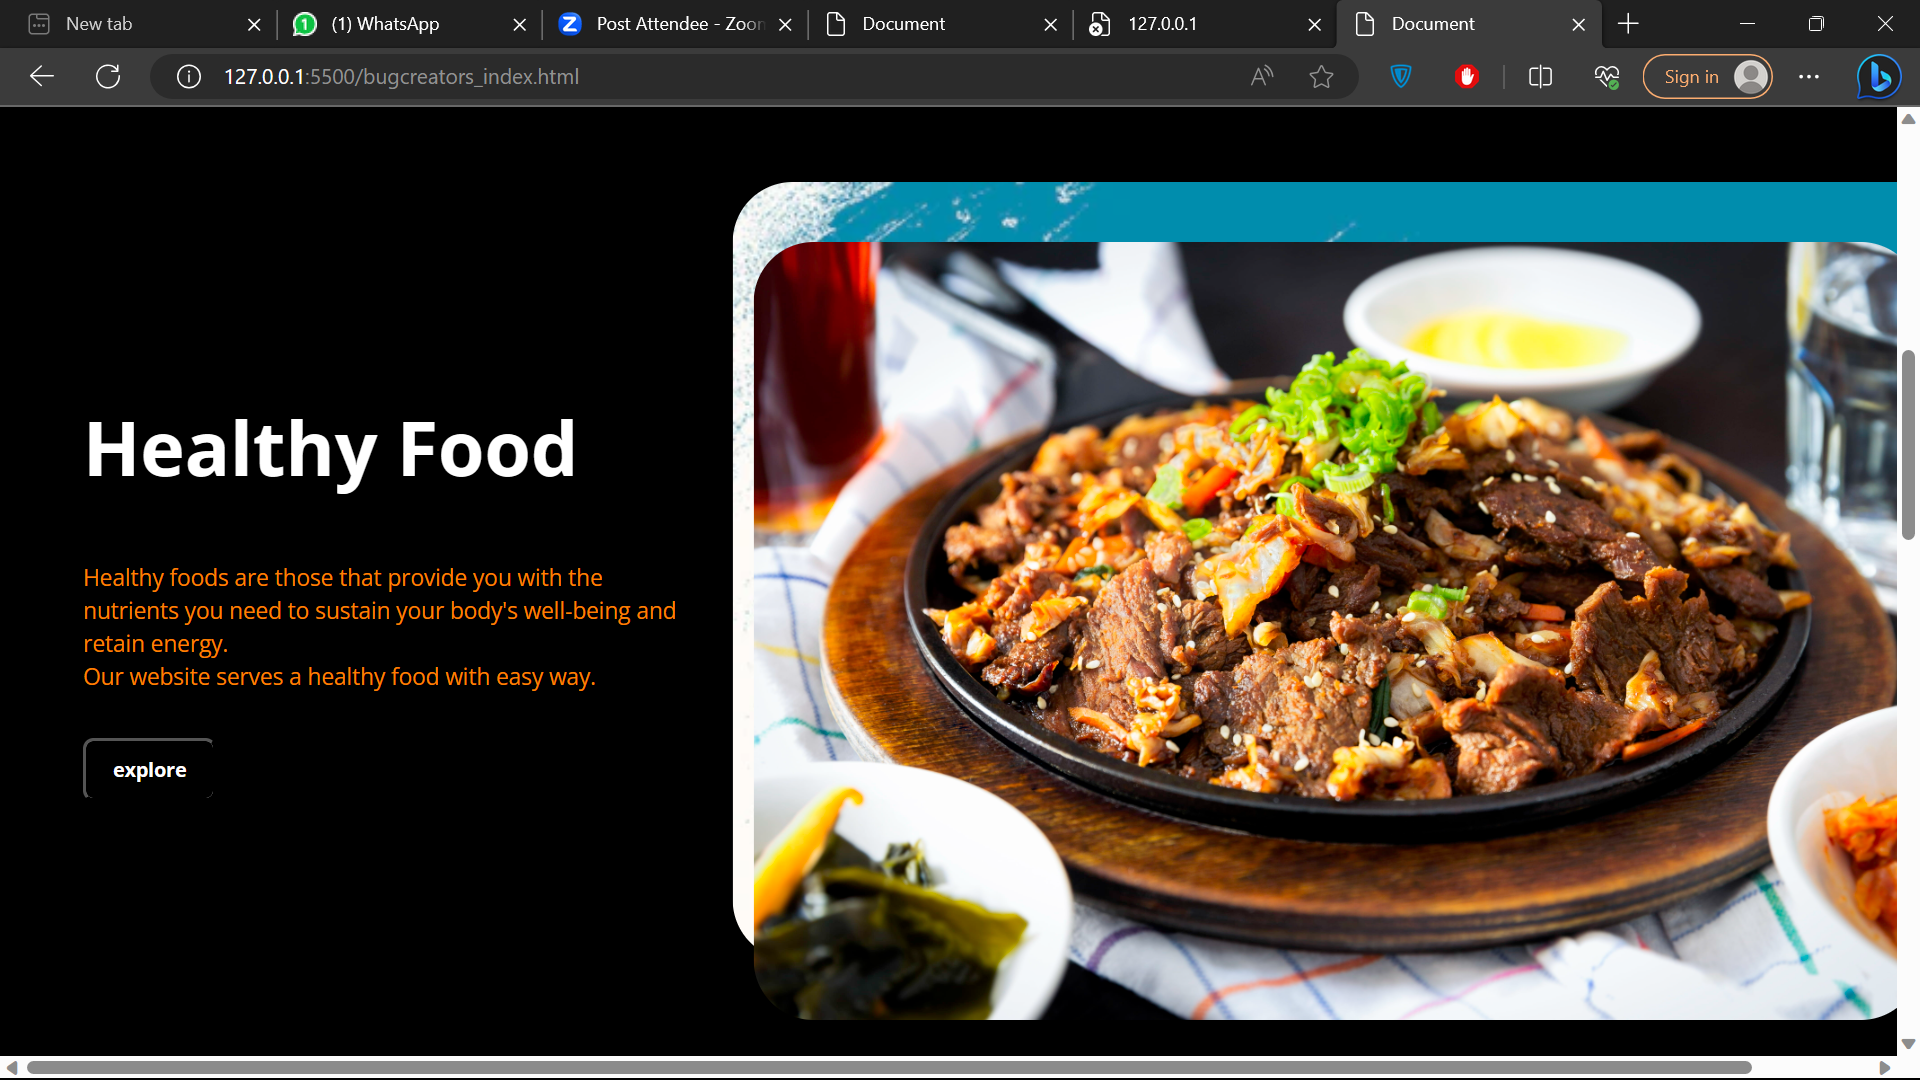 New tab
(1) WhatsApp
Post Attendee - Zoon
Document
127.0.0.1
Document
127.0.0.1:5500/bugcreators_index.html
Sign in
Healthy Food
Healthy foods are those that provide you with the
nutrients you need to sustain your body's well-being and
retain energy.
Our website serves a healthy food with easy way.
explore